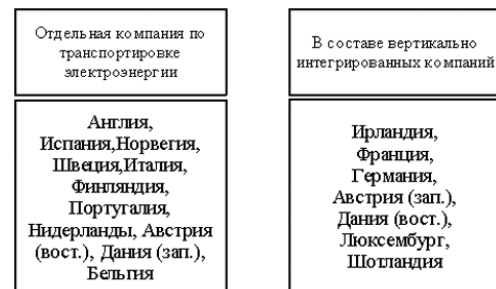 Отдельная компания по
транспортировке
электроэнергии
Англия,
Испания,Норвегия,
Швеция,Италия,
Финляндия,
Португалия,
Нидерланды, Австрия
(вост.), Дания (зап.),
Бельгия
В составе вертикально
интегрированных компаний
Ирландия,
Франция,
Германия,
Австрия (зап.),
Дания (вост.),
Люксембург,
Шотландия